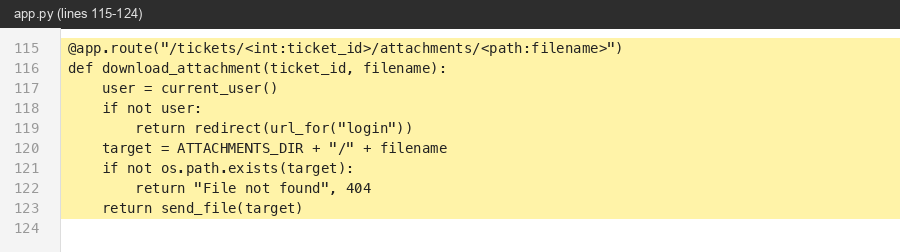 app.py (lines 115-124)
115 @app.route("/tickets/<int:ticket_id>/attachments/<path:filename>")
116 def download_attachment(ticket_id, filename):
117     user = current_user()
118     if not user:
119         return redirect(url_for("login"))
120     target = ATTACHMENTS_DIR + "/" + filename
121     if not os.path.exists(target):
122         return "File not found", 404
123     return send_file(target)
124